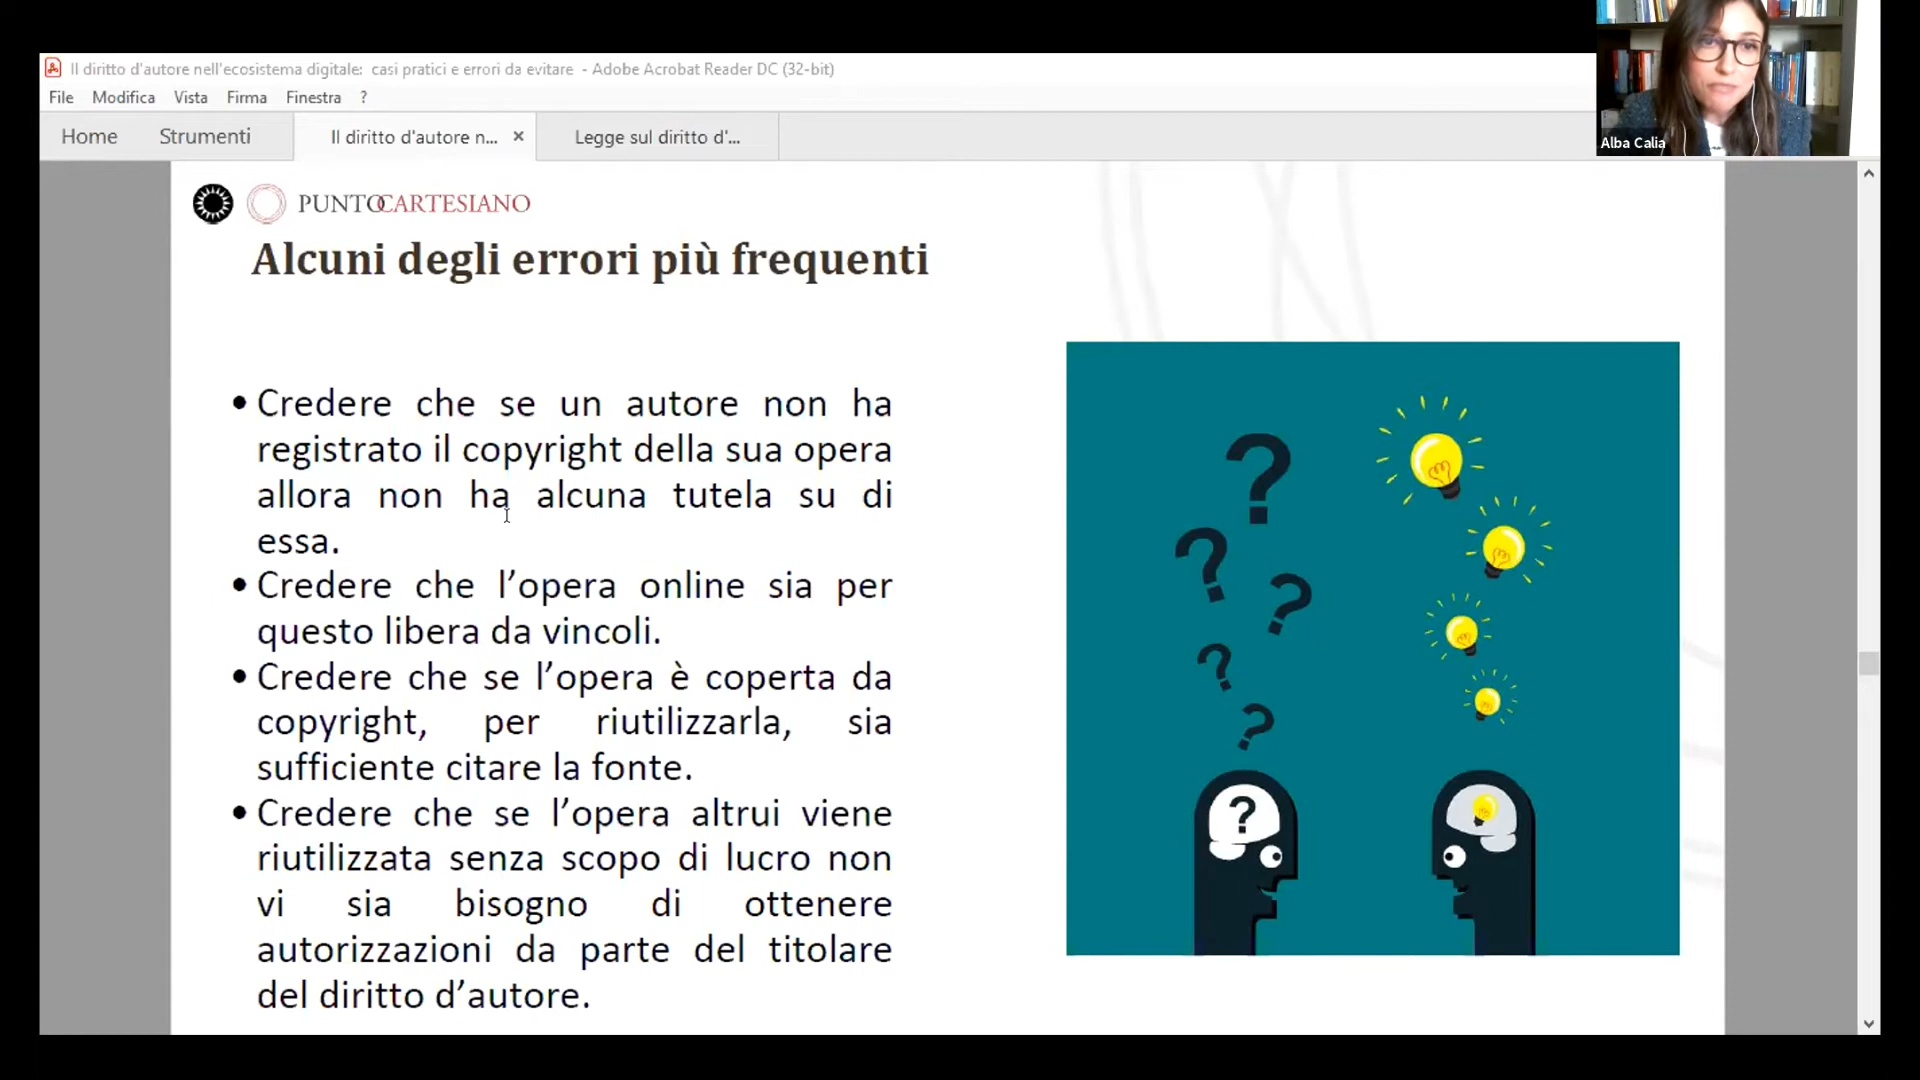 Il diritto d'autore nell'ecosistema digitale: casi pratici e errori da evitare - Adobe Acrobat Reader DC (32-bit)
File Modifica Vista Firma Finestra ?
Home Strumenti Il diritto d'autore n... × Legge sul diritto d'...
Alba Calia
PUNTOCARTESIANO
Alcuni degli errori più frequenti
• Credere che se un autore non ha
registrato il copyright della sua opera
allora non ha alcuna tutela su di
essa.
• Credere che l’opera online sia per
questo libera da vincoli.
• Credere che se l’opera è coperta da
copyright, per riutilizzarla, sia
sufficiente citare la fonte.
• Credere che se l’opera altrui viene
riutilizzata senza scopo di lucro non
vi sia bisogno di ottenere
autorizzazioni da parte del titolare
del diritto d’autore.
?
?
?
?
?
?